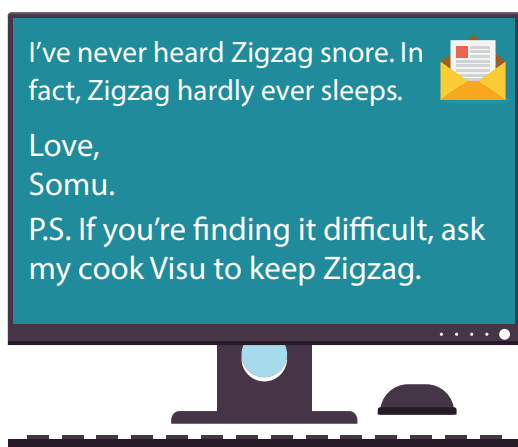 I’ve never heard Zigzag snore. In
fact, Zigzag hardly ever sleeps.
Love,
Somu.
P.S. If you’re finding it difficult, ask
my cook Visu to keep Zigzag.